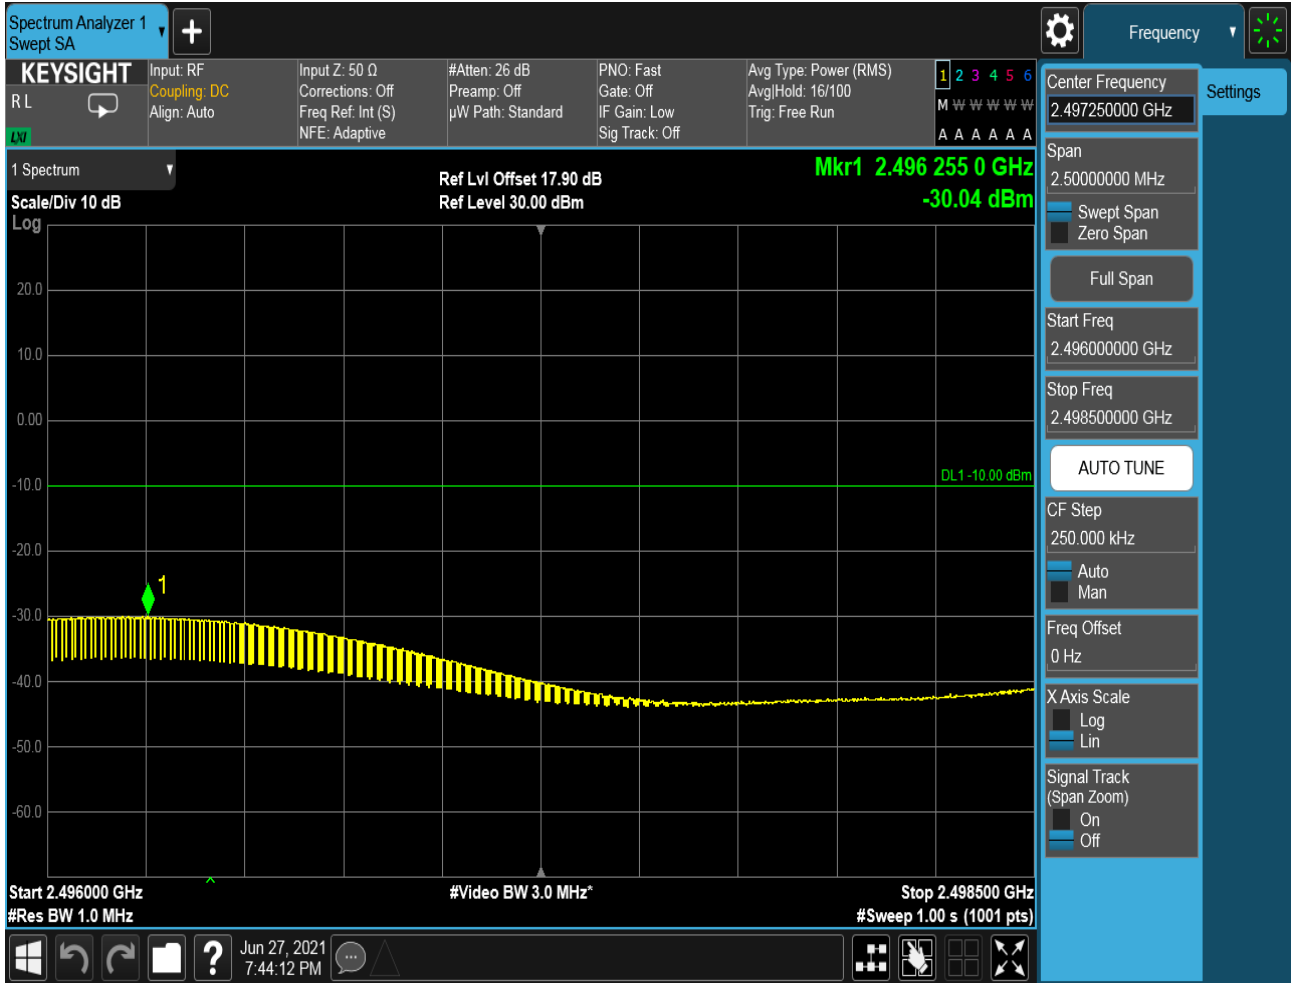 Spectrum Analyzer 1
Swept SA
+
Frequency
KEYSIGHT
R L
LXI
Input: RF
Coupling: DC
Align: Auto
Input Z: 50 Ω
Corrections: Off
Freq Ref: Int (S)
NFE: Adaptive
#Atten: 26 dB
Preamp: Off
µW Path: Standard
PNO: Fast
Gate: Off
IF Gain: Low
Sig Track: Off
Avg Type: Power (RMS)
Avg|Hold: 16/100
Trig: Free Run
1 2 3 4 5 6
M W W W W W
A A A A A A
1 Spectrum
Scale/Div 10 dB
Log
Ref Lvl Offset 17.90 dB
Ref Level 30.00 dBm
Mkr1 2.496 255 0 GHz
-30.04 dBm
20.0
10.0
0.00
-10.0
-20.0
-30.0
-40.0
-50.0
-60.0
DL1 -10.00 dBm
1
Start 2.496000 GHz
#Res BW 1.0 MHz
#Video BW 3.0 MHz*
Stop 2.498500 GHz
#Sweep 1.00 s (1001 pts)
?
Jun 27, 2021
7:44:12 PM
Center Frequency
2.497250000 GHz
Settings
Span
2.50000000 MHz
Swept Span
Zero Span
Full Span
Start Freq
2.496000000 GHz
Stop Freq
2.498500000 GHz
AUTO TUNE
CF Step
250.000 kHz
Auto
Man
Freq Offset
0 Hz
X Axis Scale
Log
Lin
Signal Track
(Span Zoom)
On
Off